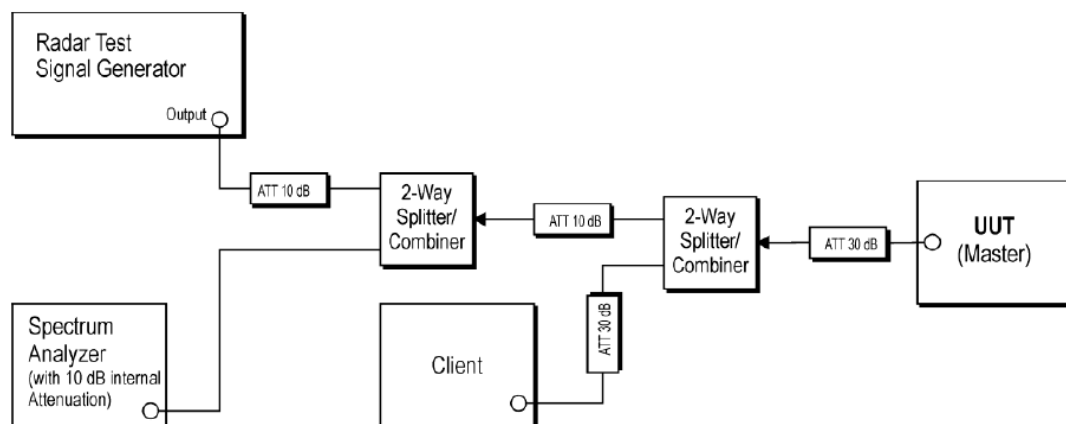 Radar Test
Signal Generator
Output
ATT 10 dB
2-Way
Splitter/
Combiner
ATT 10 dB
2-Way
Splitter/
Combiner
ATT 30 dB
UUT
(Master)
ATT 30 dB
Spectrum
Analyzer
(with 10 dB internal
Attenuation)
Client